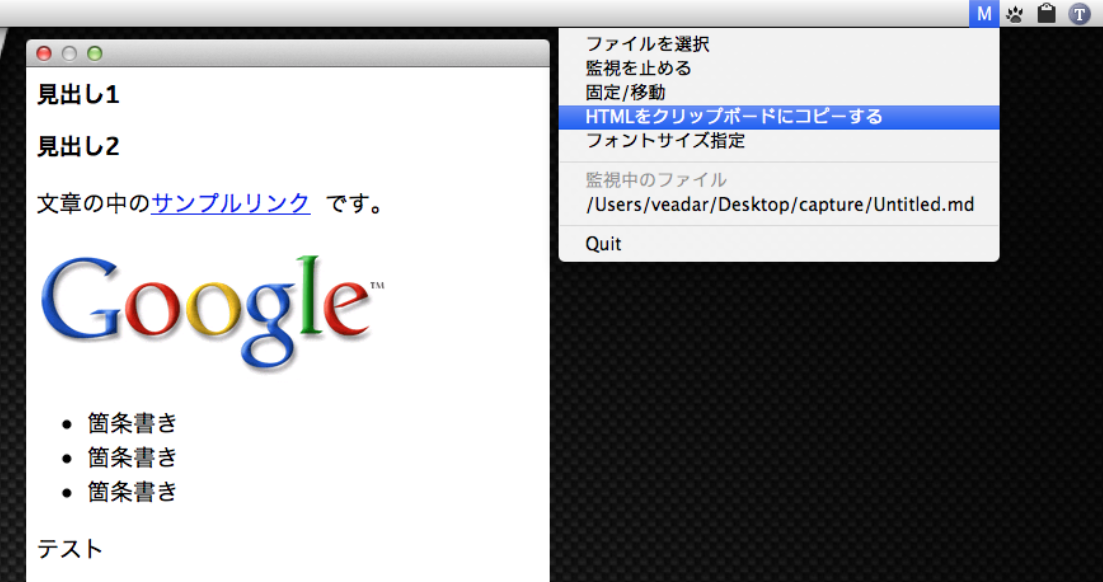 M
T
ファイルを選択
監視を止める
固定/移動
HTMLをクリップボードにコピーする
フォントサイズ指定
監視中のファイル
/Users/veadar/Desktop/capture/Untitled.md
Quit
見出し1
見出し2
文章の中のサンプルリンク です。
Google™
• 箇条書き
• 箇条書き
• 箇条書き
テスト